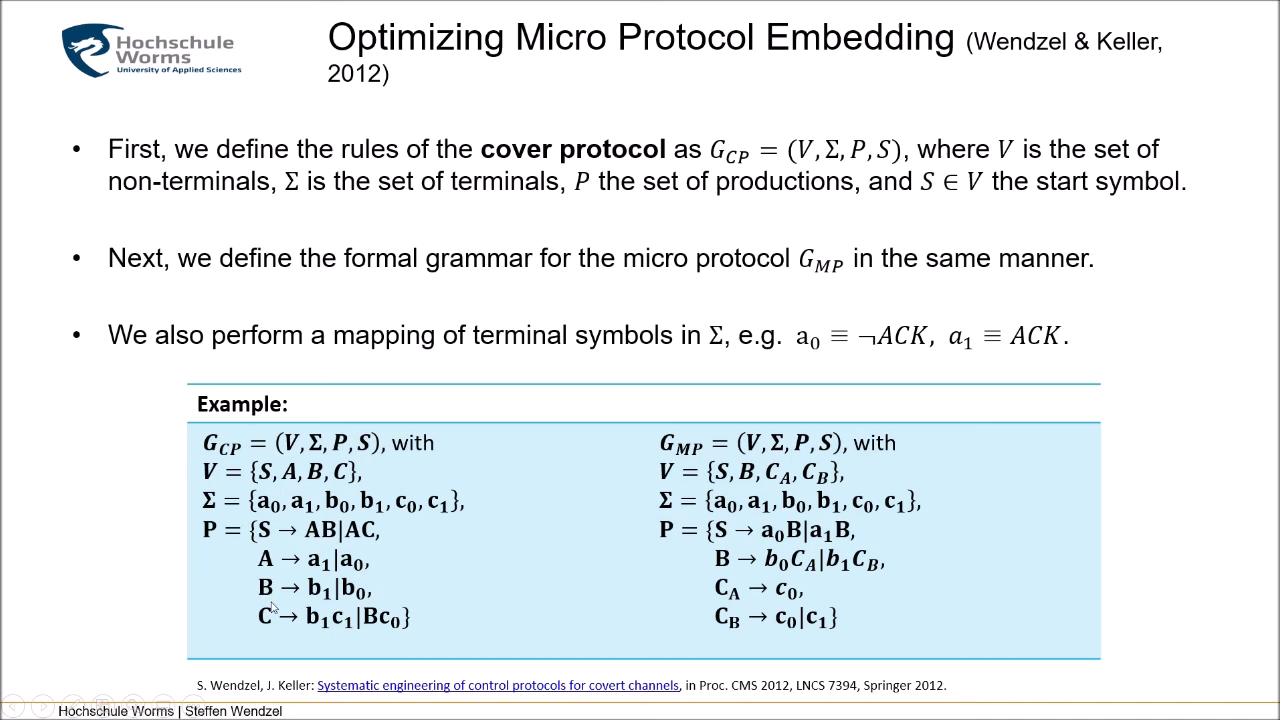 Hochschule
Worms
University of Applied Sciences
Optimizing Micro Protocol Embedding (Wendzel & Keller,
2012)
• First, we define the rules of the cover protocol as G_CP = (V, Σ, P, S), where V is the set of
non-terminals, Σ is the set of terminals, P the set of productions, and S ∈ V the start symbol.
• Next, we define the formal grammar for the micro protocol G_MP in the same manner.
• We also perform a mapping of terminal symbols in Σ, e.g. a₀ ≡ ¬ACK, a₁ ≡ ACK.
Example:
G_CP = (V, Σ, P, S), with
V = {S, A, B, C},
Σ = {a₀, a₁, b₀, b₁, c₀, c₁},
P = {S → AB|AC,
A → a₁|a₀,
B → b₁|b₀,
C → b₁c₁|Bc₀}
G_MP = (V, Σ, P, S), with
V = {S, B, C_A, C_B},
Σ = {a₀, a₁, b₀, b₁, c₀, c₁},
P = {S → a₀B|a₁B,
B → b₀C_A|b₁C_B,
C_A → c₀,
C_B → c₀|c₁}
S. Wendzel, J. Keller: Systematic engineering of control protocols for covert channels, in Proc. CMS 2012, LNCS 7394, Springer 2012.
Hochschule Worms | Steffen Wendzel